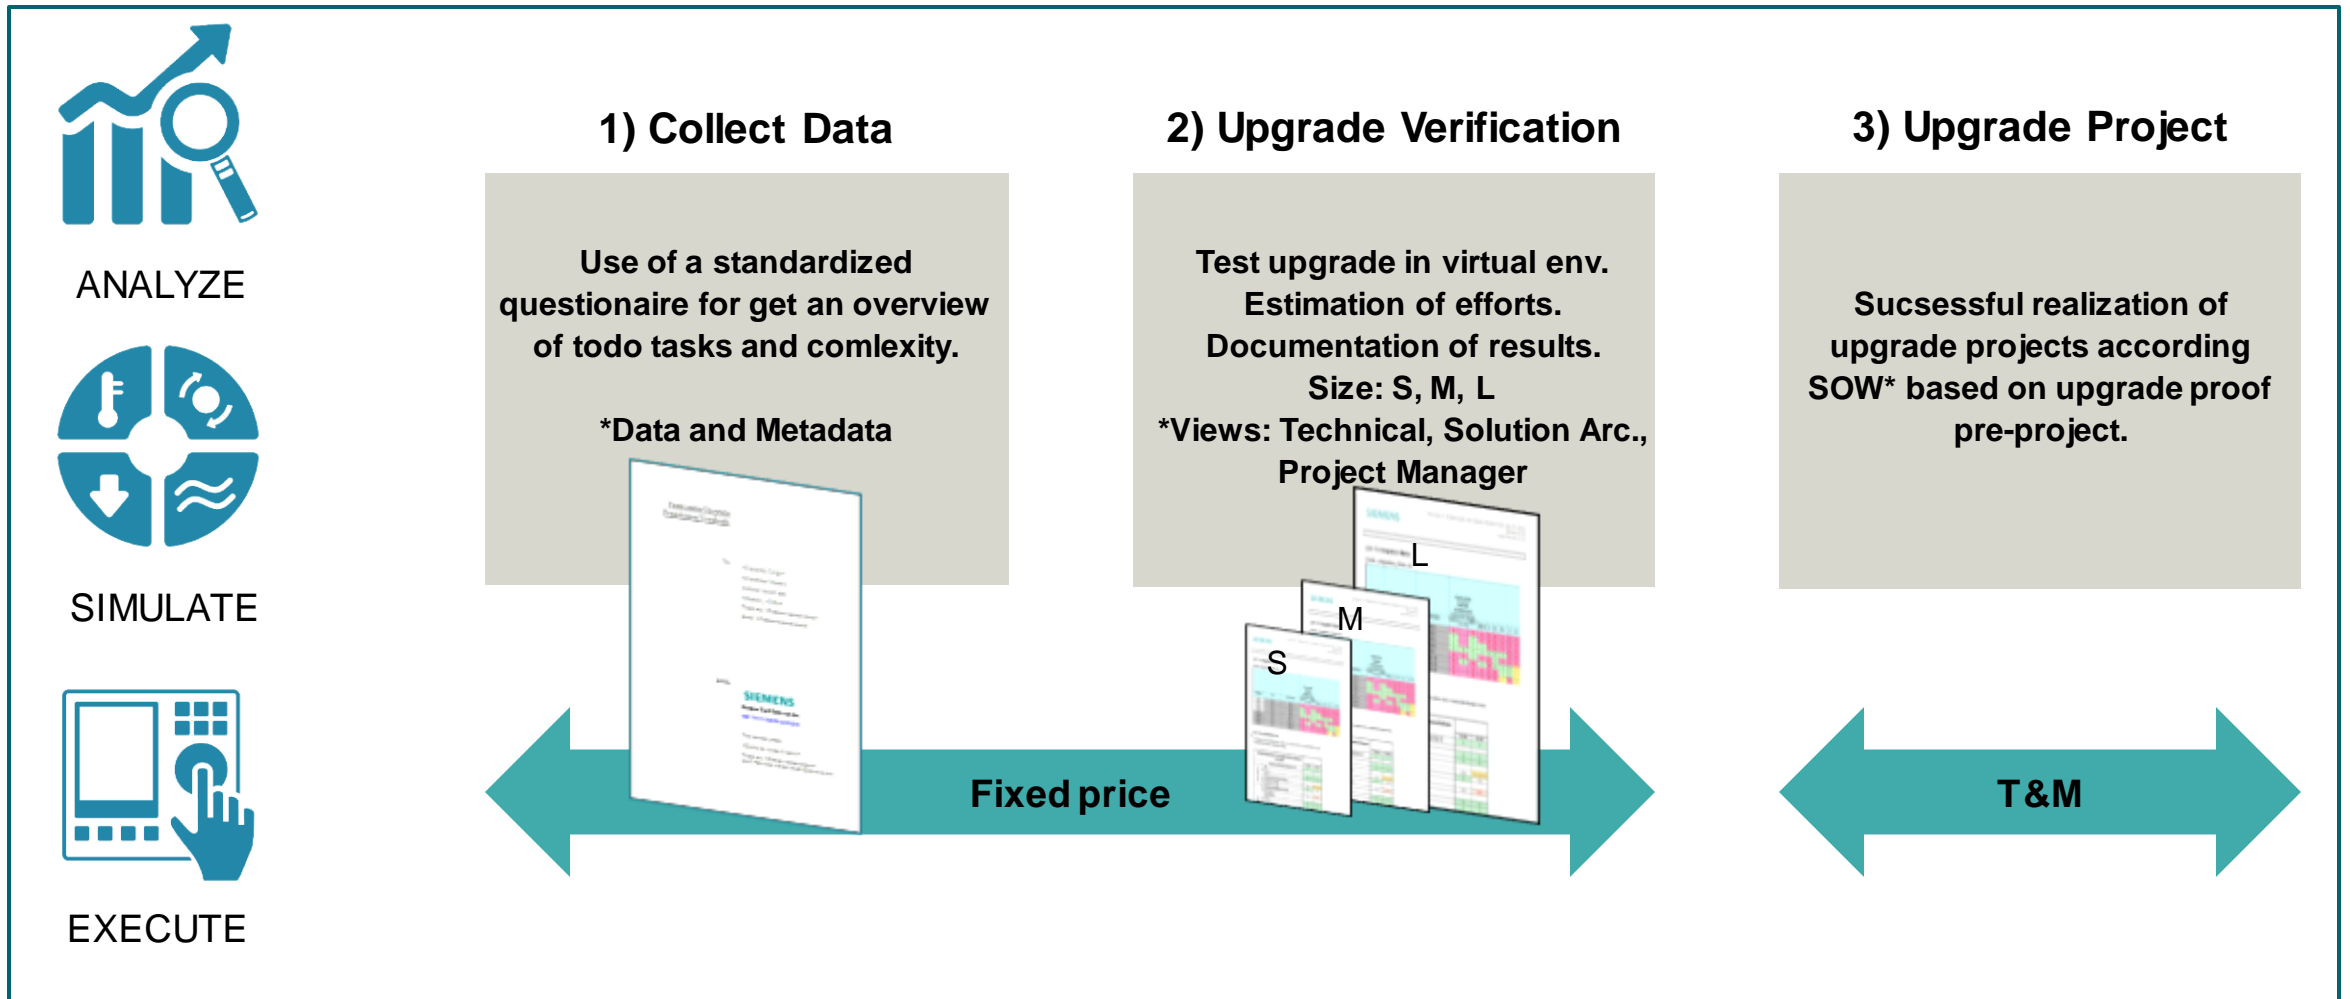 ANALYZE
SIMULATE
EXECUTE
1) Collect Data
Use of a standardized
questionaire for get an overview
of todo tasks and comlexity.
*Data and Metadata
SIEMENS
2) Upgrade Verification
Test upgrade in virtual env.
Estimation of efforts.
Documentation of results.
Size: S, M, L
*Views: Technical, Solution Arc.,
Project Manager
SIEMENS
L
M
S
3) Upgrade Project
Sucsessful realization of
upgrade projects according
SOW* based on upgrade proof
pre-project.
Fixed price
T&M